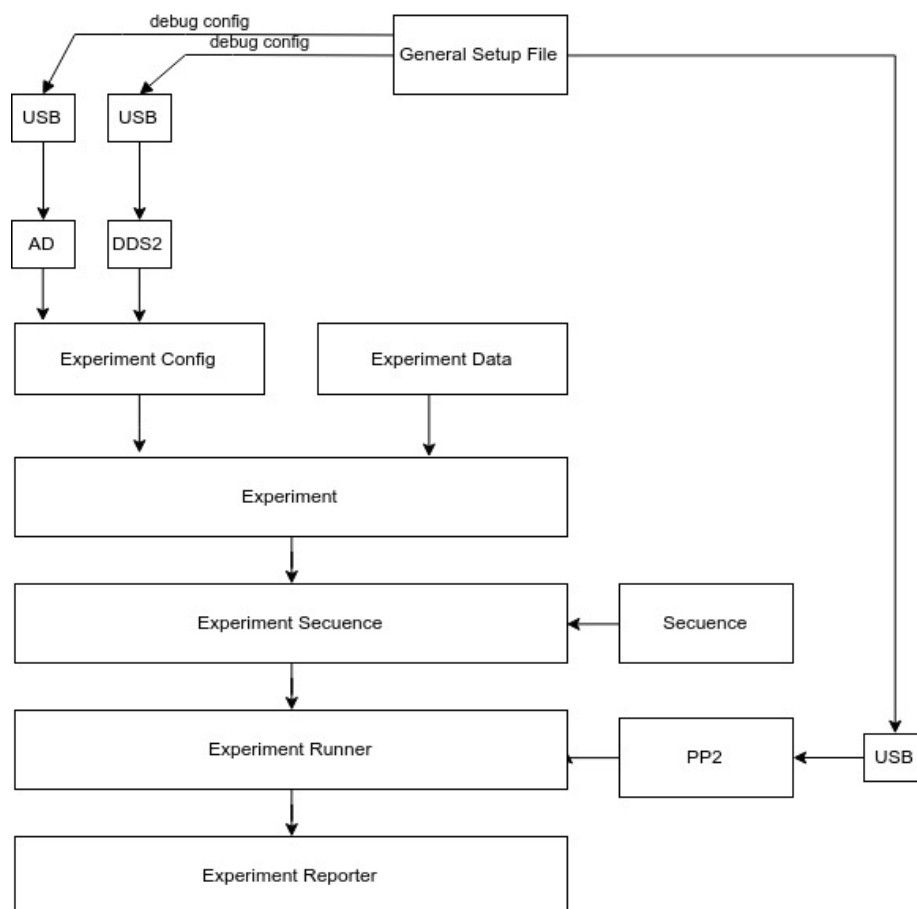 debug config
debug config
General Setup File
USB
USB
AD
DDS2
Experiment Config
Experiment Data
Experiment
Experiment Secuence
Secuence
Experiment Runner
PP2
USB
Experiment Reporter